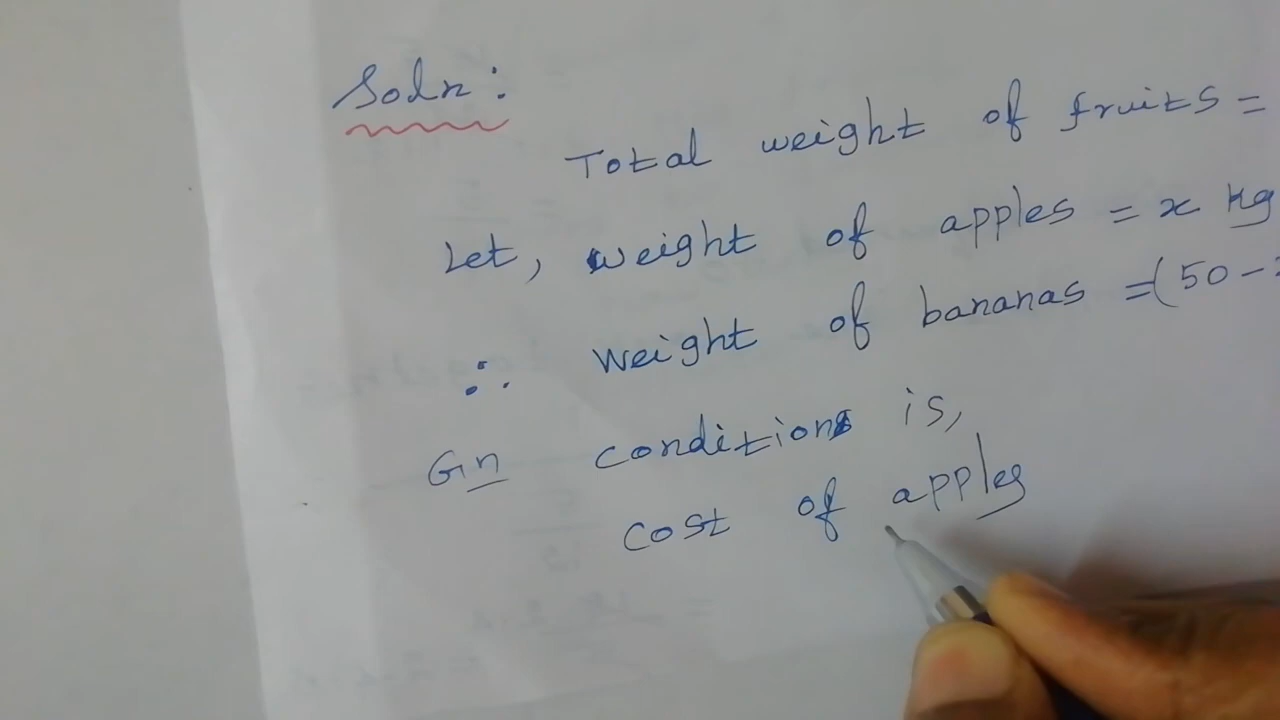 Soln:
Total weight of fruits =
Let, weight of apples = x kg
∴ Weight of bananas = (50 -
Gn conditions is,
cost of apples